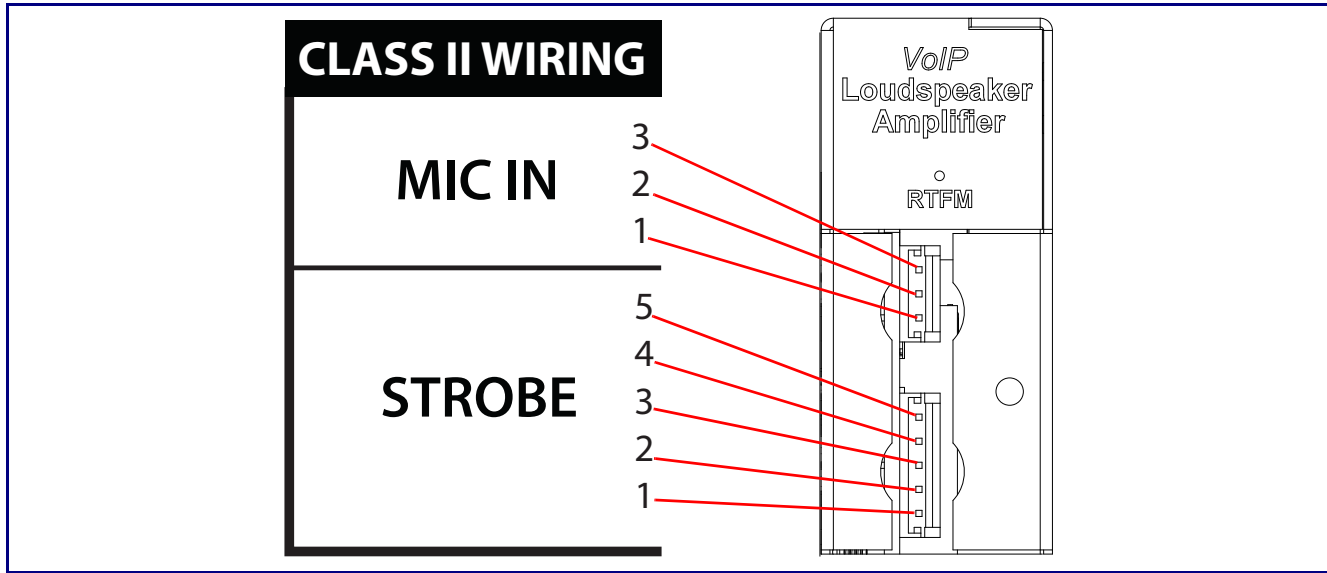 CLASS II WIRING
MIC IN
3
2
1
STROBE
5
4
3
2
1
VoIP
Loudspeaker
Amplifier
RTFM